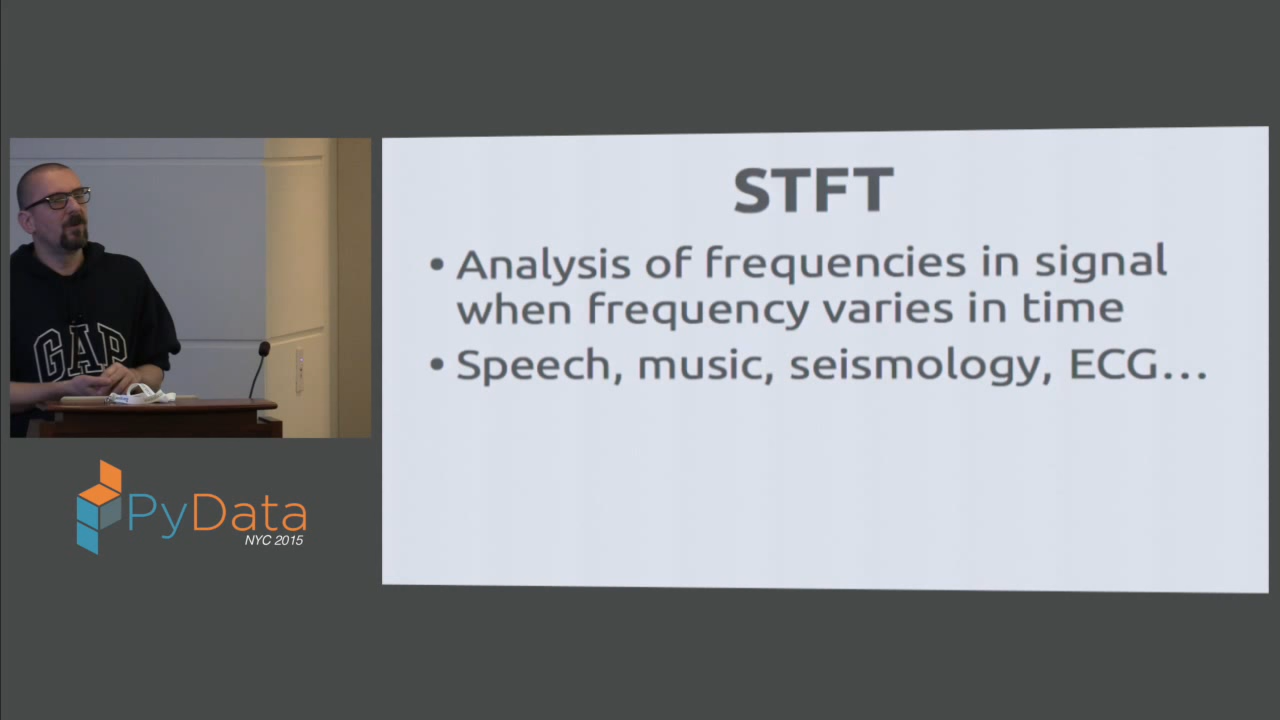 STFT
• Analysis of frequencies in signal
when frequency varies in time
• Speech, music, seismology, ECG…
GAP
PyData
NYC 2015